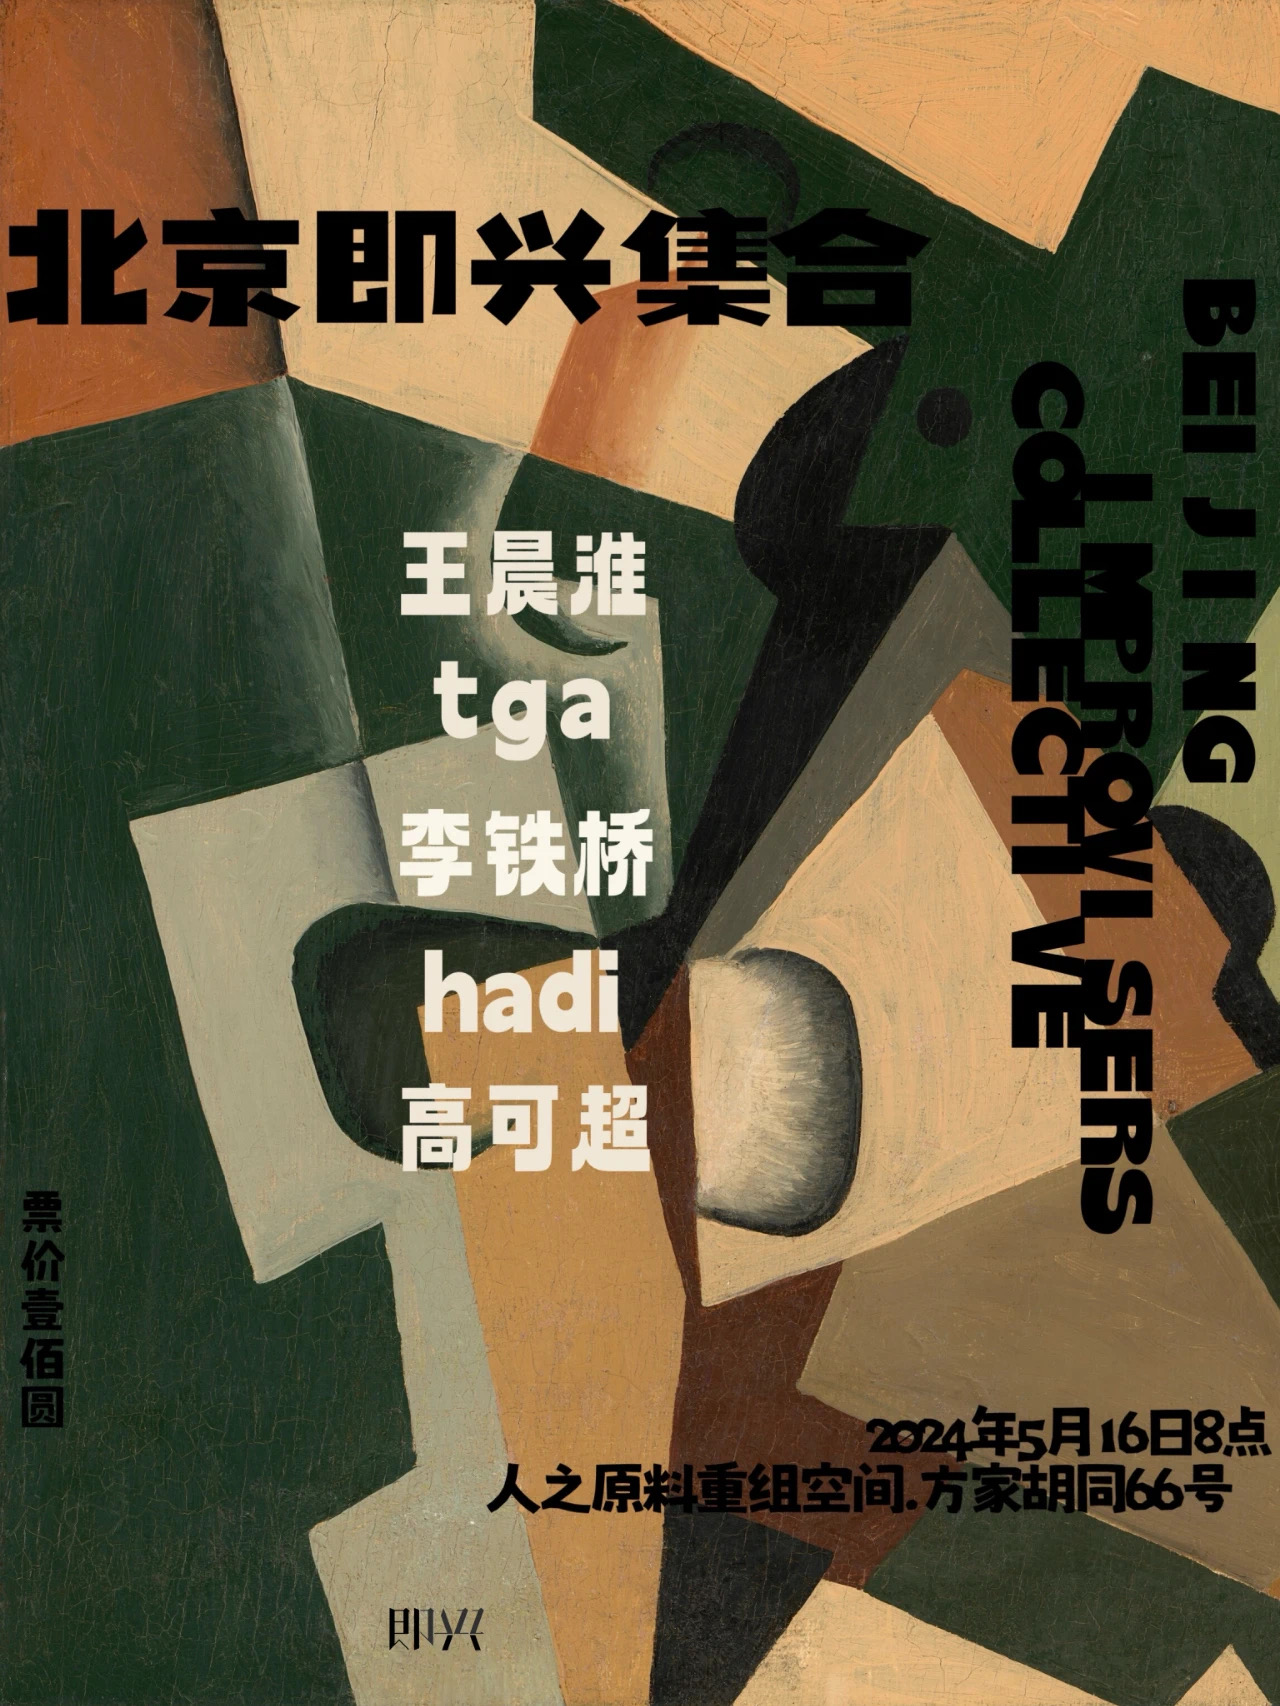 北京即兴集合
BEIJING
IMPROVISERS
COLLECTIVE
王晨淮
tga
李铁桥
hadi
高可超
票价壹佰圆
2024年5月16日8点
人之原料重组空间.方家胡同66号
即兴